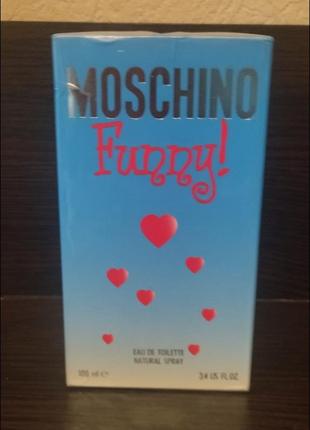 MOSCHINO
Funny!
EAU DE TOILETTE
NATURAL SPRAY
100 ml ℮ 3.4 US FL.OZ.